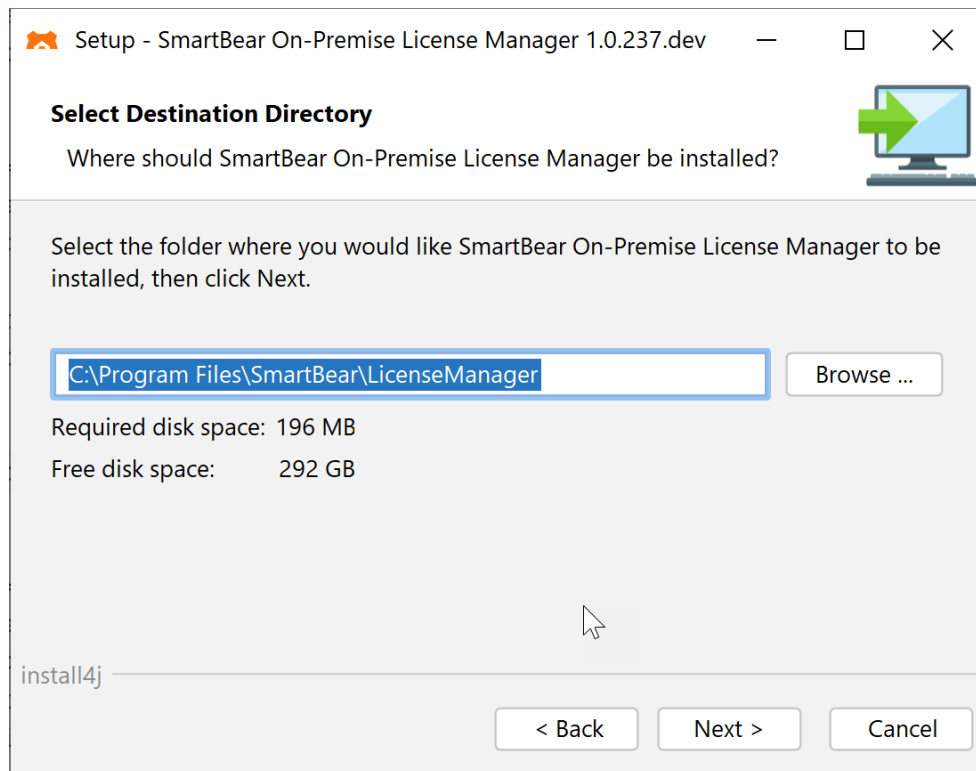 Setup - SmartBear On-Premise License Manager 1.0.237.dev
Select Destination Directory
Where should SmartBear On-Premise License Manager be installed?
Select the folder where you would like SmartBear On-Premise License Manager to be
installed, then click Next.
C:\Program Files\SmartBear\LicenseManager
Browse ...
Required disk space: 196 MB
Free disk space: 292 GB
install4j
< Back
Next >
Cancel